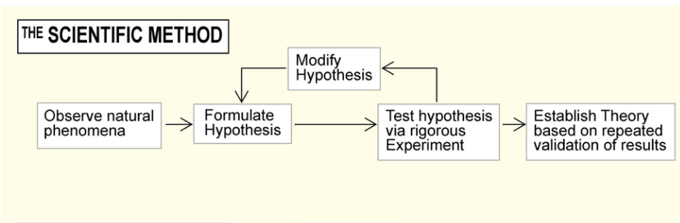 THE SCIENTIFIC METHOD
Modify
Hypothesis
Observe natural
phenomena
Formulate
Hypothesis
Test hypothesis
via rigorous
Experiment
Establish Theory
based on repeated
validation of results